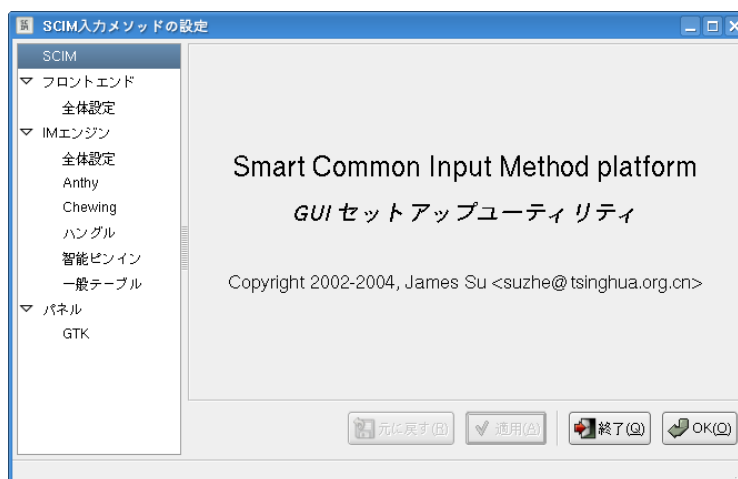 SCIM入力メソッドの設定
SCIM
フロントエンド
全体設定
IMエンジン
全体設定
Anthy
Chewing
ハングル
智能ピンイン
一般テーブル
パネル
GTK
Smart Common Input Method platform
GUI セットアップユーティリティ
Copyright 2002-2004, James Su <suzhe@tsinghua.org.cn>
元に戻す(R)
適用(A)
終了(Q)
OK(O)